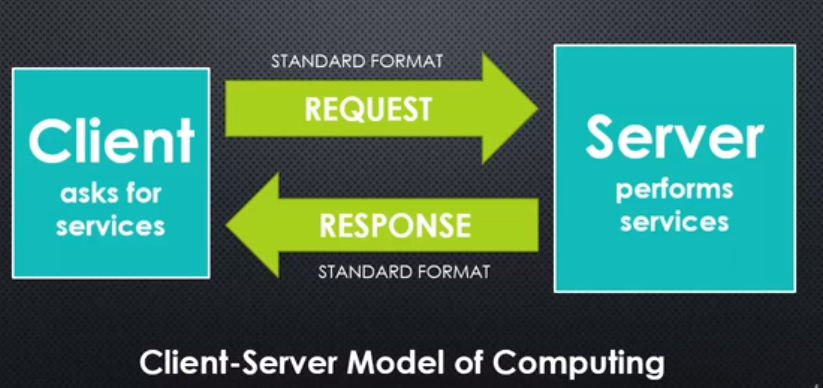 STANDARD FORMAT
REQUEST
Client
asks for
services
Server
performs
services
RESPONSE
STANDARD FORMAT
Client-Server Model of Computing